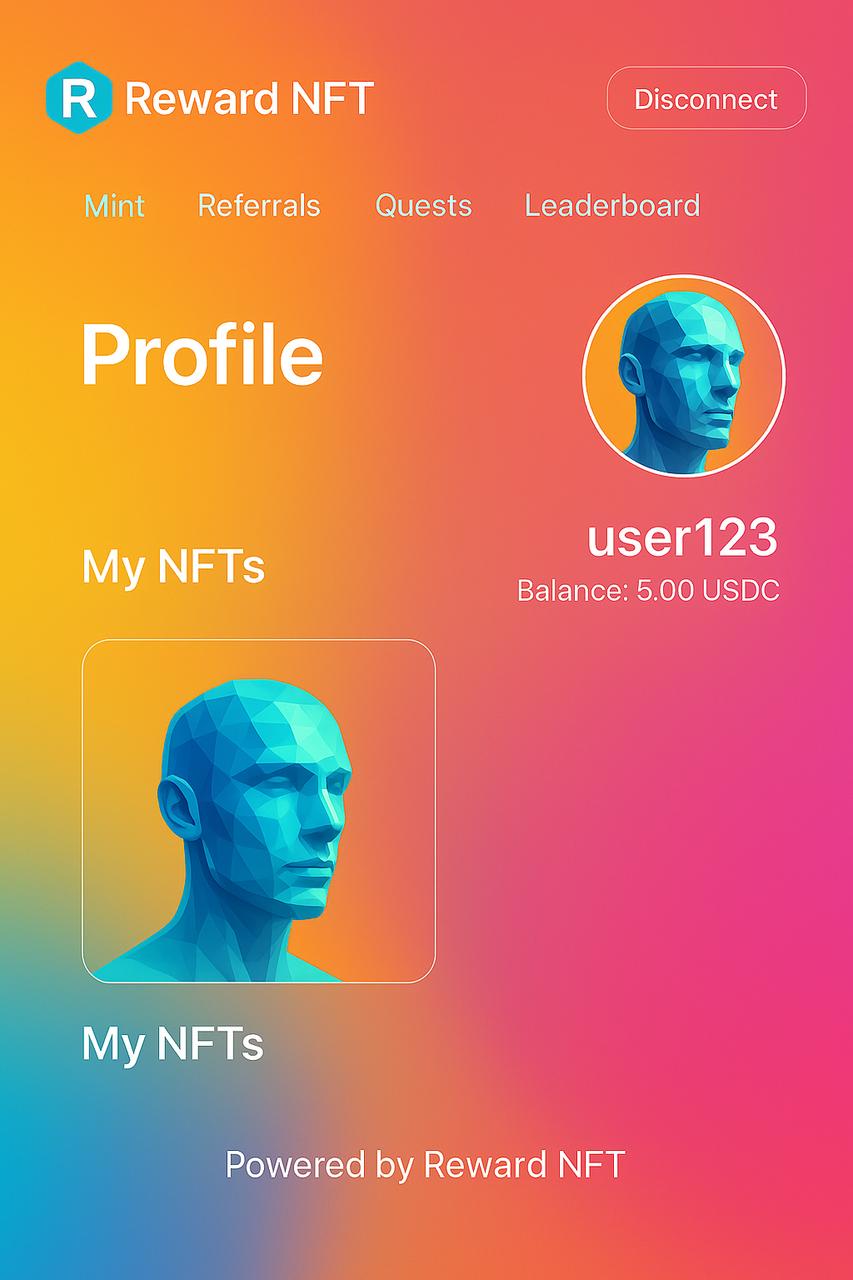 R Reward NFT
Disconnect
Mint Referrals Quests Leaderboard
Profile
user123
Balance: 5.00 USDC
My NFTs
My NFTs
Powered by Reward NFT